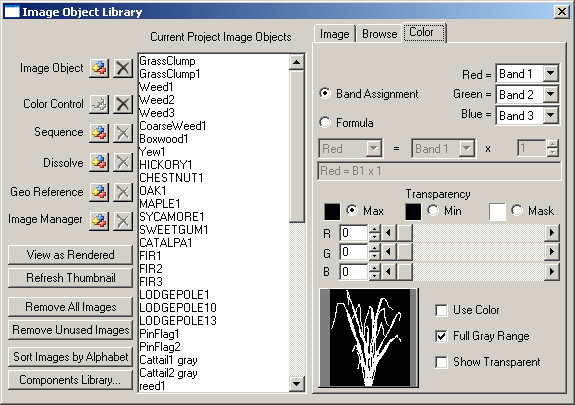 Image Object Library
Current Project Image Objects
Image Object
Color Control
Sequence
Dissolve
Geo Reference
Image Manager
View as Rendered
Refresh Thumbnail
Remove All Images
Remove Unused Images
Sort Images by Alphabet
Components Library...
GrassClump
GrassClump1
Weed1
Weed2
Weed3
CoarseWeed1
Boxwood1
Yew1
HICKORY1
CHESTNUT1
OAK1
MAPLE1
SYCAMORE1
SWEETGUM1
CATALPA1
FIR1
FIR2
FIR3
LODGEPOLE1
LODGEPOLE10
LODGEPOLE13
PinFlag1
PinFlag2
Cattail1 gray
Cattail2 gray
reed1
Image Browse Color
Red = Band 1
Band Assignment
Green = Band 2
Blue = Band 3
Formula
Red = Band 1 x 1
Red = B1 x 1
Transparency
Max Min Mask
R 0
G 0
B 0
Use Color
Full Gray Range
Show Transparent